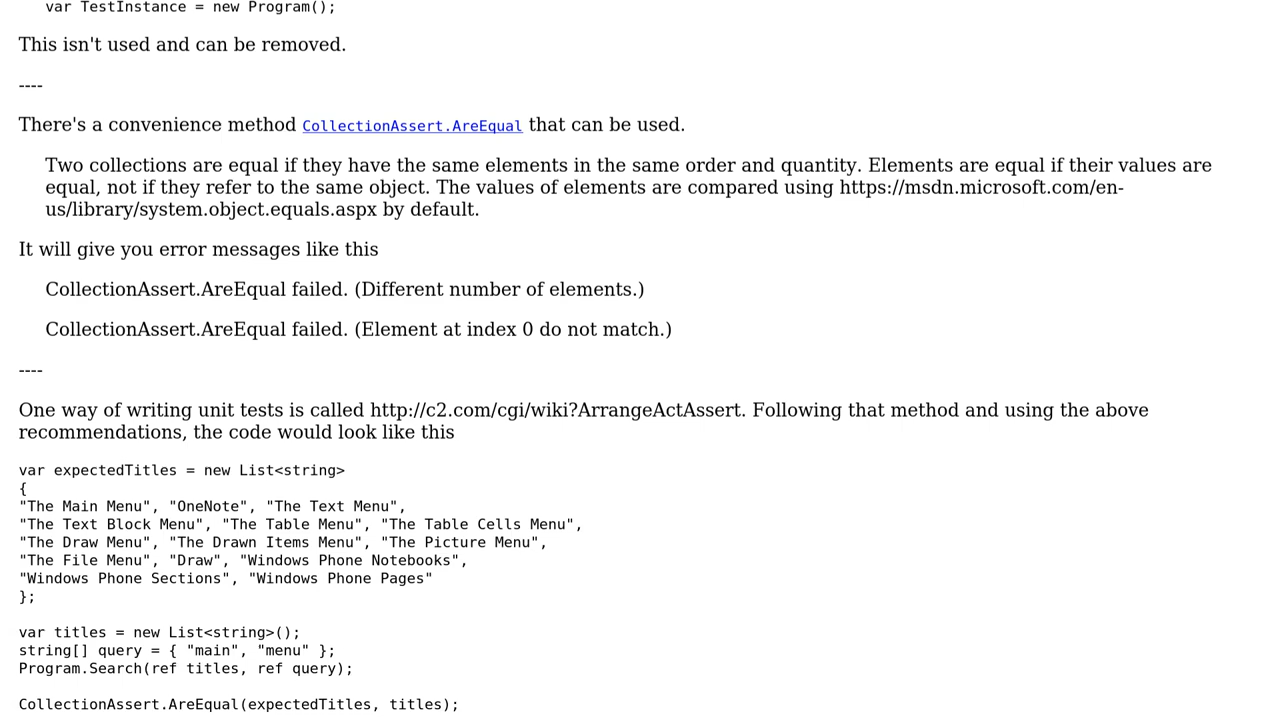 var TestInstance = new Program();
This isn't used and can be removed.
----
There's a convenience method CollectionAssert.AreEqual that can be used.
Two collections are equal if they have the same elements in the same order and quantity. Elements are equal if their values are
equal, not if they refer to the same object. The values of elements are compared using https://msdn.microsoft.com/en-
us/library/system.object.equals.aspx by default.
It will give you error messages like this
CollectionAssert.AreEqual failed. (Different number of elements.)
CollectionAssert.AreEqual failed. (Element at index 0 do not match.)
----
One way of writing unit tests is called http://c2.com/cgi/wiki?ArrangeActAssert. Following that method and using the above
recommendations, the code would look like this
var expectedTitles = new List<string>
{
"The Main Menu", "OneNote", "The Text Menu",
"The Text Block Menu", "The Table Menu", "The Table Cells Menu",
"The Draw Menu", "The Drawn Items Menu", "The Picture Menu",
"The File Menu", "Draw", "Windows Phone Notebooks",
"Windows Phone Sections", "Windows Phone Pages"
};
var titles = new List<string>();
string[] query = { "main", "menu" };
Program.Search(ref titles, ref query);
CollectionAssert.AreEqual(expectedTitles, titles);